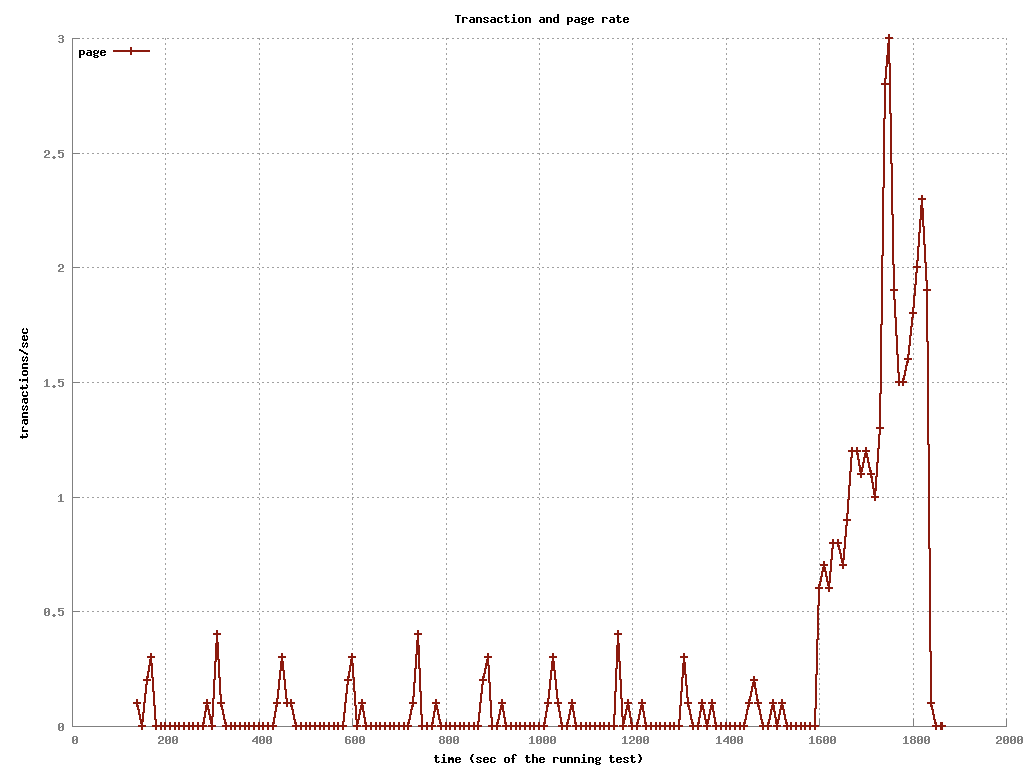 Transaction and page rate
page
3
2.5
2
1.5
1
0.5
0
transactions/sec
0 200 400 600 800 1000 1200 1400 1600 1800 2000
time (sec of the running test)